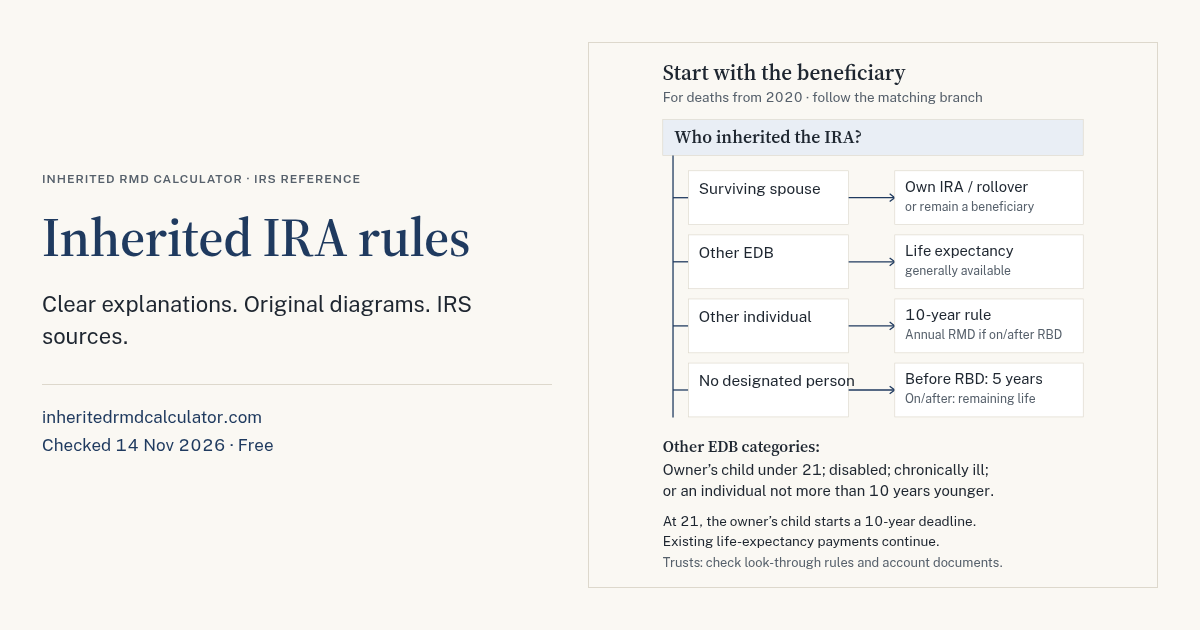 INHERITED RMD CALCULATOR · IRS REFERENCE
Inherited IRA rules
Clear explanations. Original diagrams. IRS
sources.
inheritedrmdcalculator.com
Checked 14 Nov 2026 · Free
Start with the beneficiary
For deaths from 2020 · follow the matching branch
Who inherited the IRA?
Surviving spouse
Own IRA / rollover
or remain a beneficiary
Other EDB
Life expectancy
generally available
Other individual
10-year rule
Annual RMD if on/after RBD
No designated person
Before RBD: 5 years
On/after: remaining life
Other EDB categories:
Owner’s child under 21; disabled; chronically ill;
or an individual not more than 10 years younger.
At 21, the owner’s child starts a 10-year deadline.
Existing life-expectancy payments continue.
Trusts: check look-through rules and account documents.